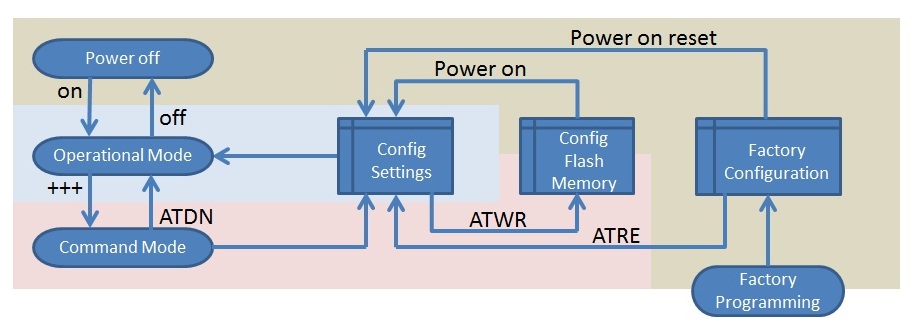 Power on reset
Power off
Power on
on
off
Operational Mode
Config
Settings
Config
Flash
Memory
Factory
Configuration
+++
ATDN
ATWR
ATRE
Command Mode
Factory
Programming